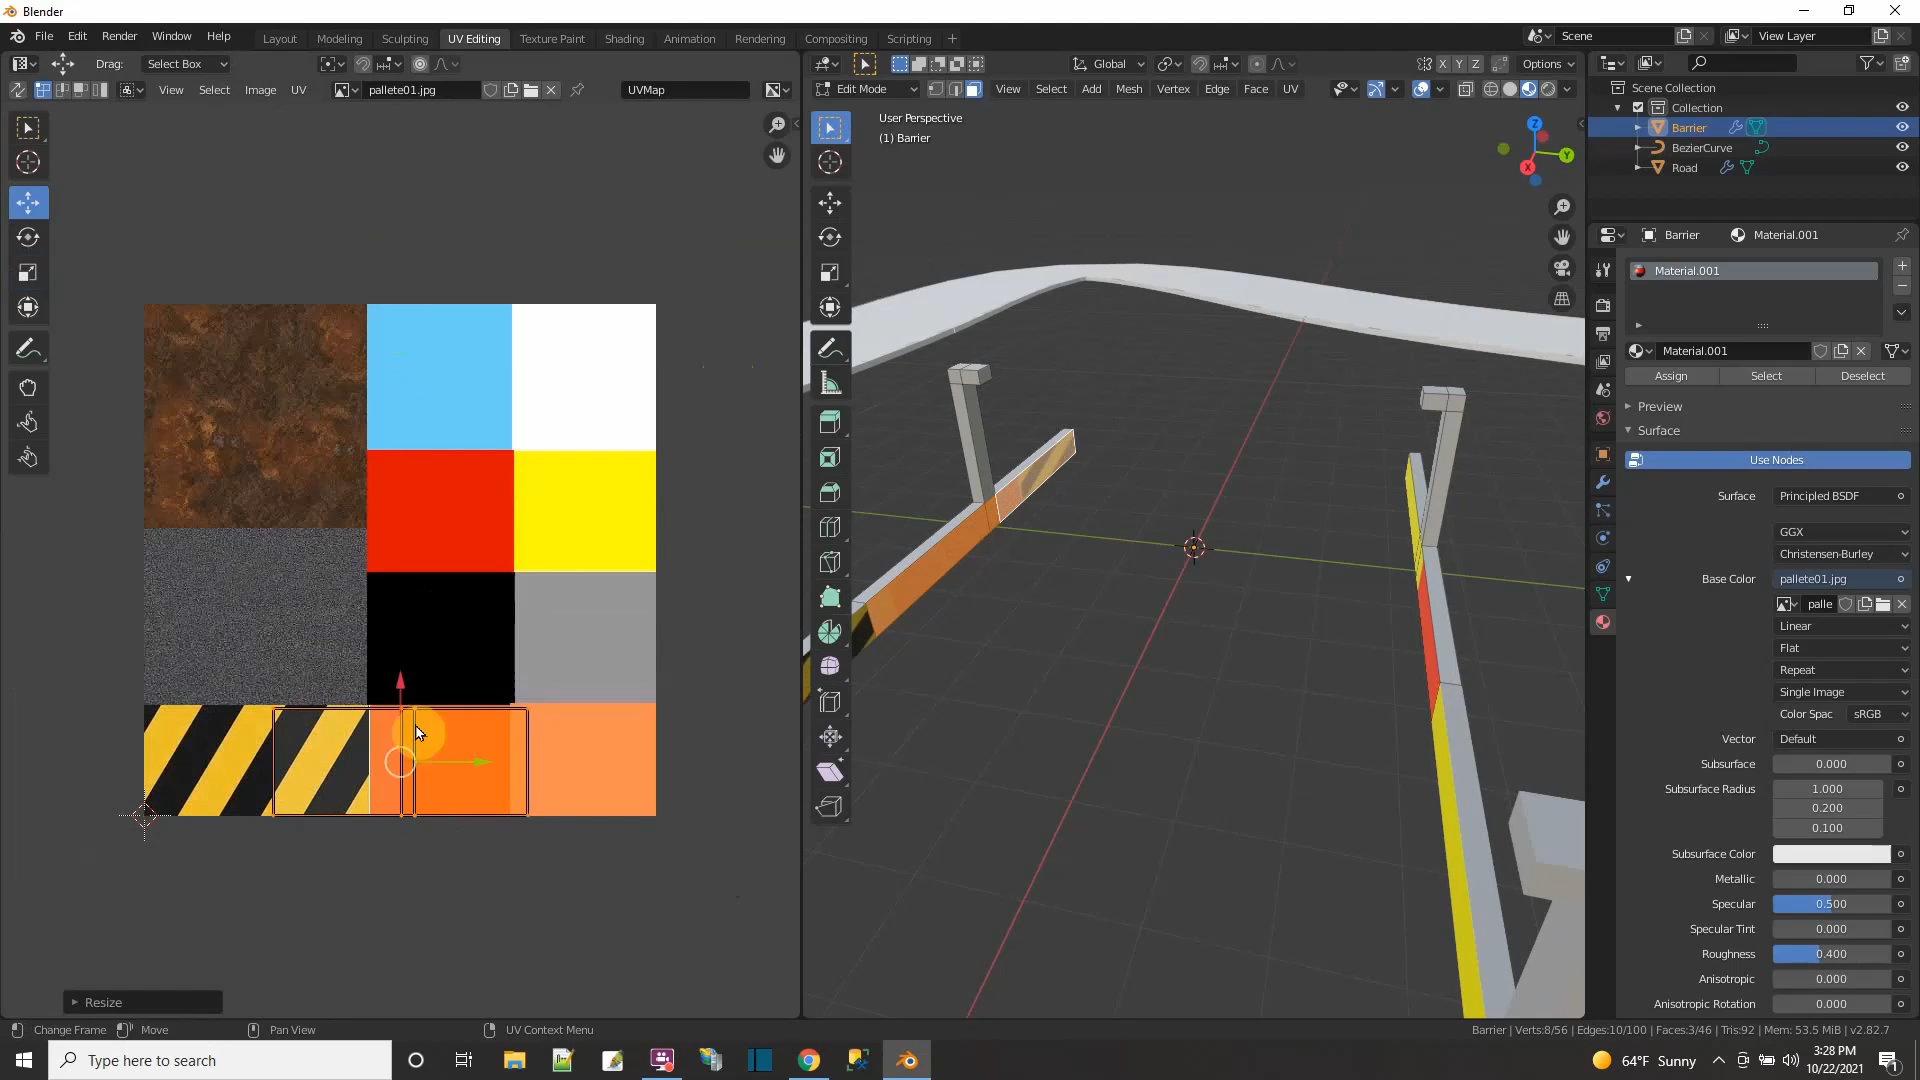 Blender
File Edit Render Window Help
Layout Modeling Sculpting UV Editing Texture Paint Shading Animation Rendering Compositing Scripting
Scene
View Layer
Drag: Select Box
Global
X Y Z
Options
View Select Image UV
pallete01.jpg
UVMap
Edit Mode
View Select Add Mesh Vertex Edge Face UV
User Perspective
(1) Barrier
Z
Y
X
Scene Collection
Collection
Barrier
BezierCurve
Road
Barrier
Material.001
Material.001
Material.001
Assign Select Deselect
Preview
Surface
Use Nodes
Surface Principled BSDF
GGX
Christensen-Burley
Base Color pallete01.jpg
palle
Linear
Flat
Repeat
Single Image
Color Spac sRGB
Vector Default
Subsurface 0.000
Subsurface Radius 1.000
0.200
0.100
Subsurface Color
Metallic 0.000
Specular 0.500
Specular Tint 0.000
Roughness 0.400
Anisotropic 0.000
Anisotropic Rotation 0.000
Resize
Change Frame Move Pan View UV Context Menu
Barrier | Verts:8/56 | Edges:10/100 | Faces:3/46 | Tris:92 | Mem: 53.5 MiB | v2.82.7
Type here to search
64°F Sunny
3:28 PM
10/22/2021
1